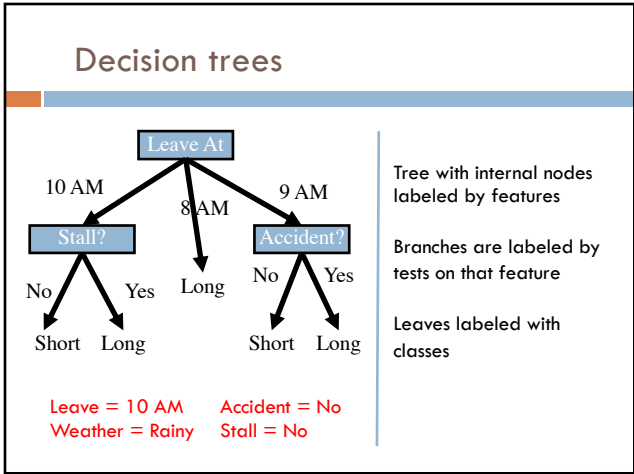 Decision trees
Leave At
10 AM
8 AM
9 AM
Stall?
Accident?
No
Yes
Long
No
Yes
Short
Long
Short
Long
Tree with internal nodes
labeled by features
Branches are labeled by
tests on that feature
Leaves labeled with
classes
Leave = 10 AM
Accident = No
Weather = Rainy
Stall = No